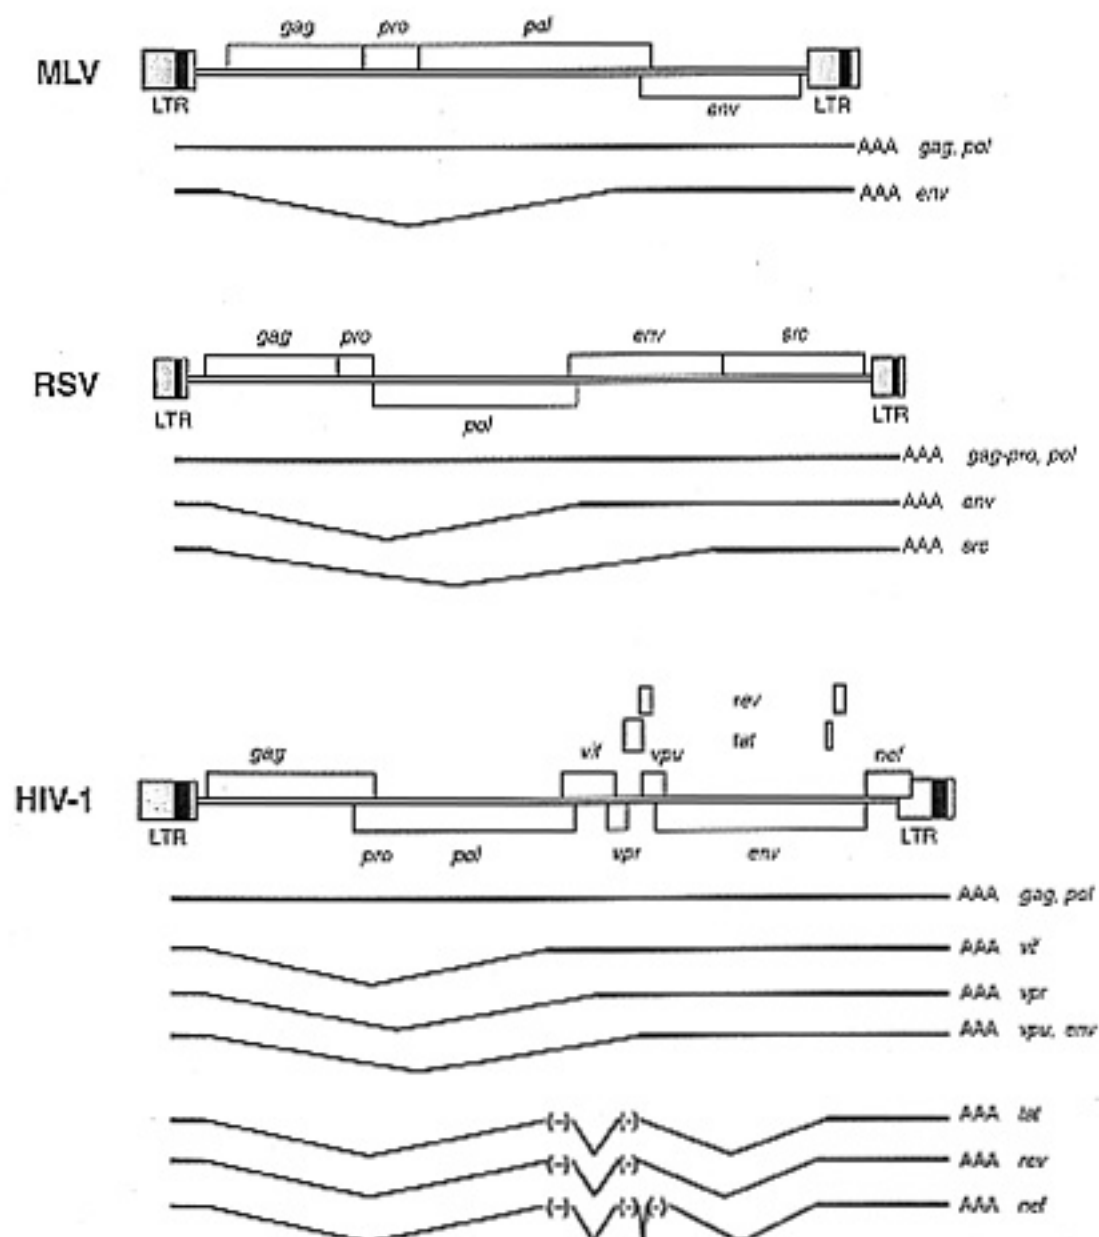 gag pro pol
MLV
LTR env LTR
AAA gag, pol
AAA env
gag pro env src
RSV
LTR pol LTR
AAA gag-pro, pol
AAA env
AAA src
rev
tat
gag vif vpu nef
HIV-1
LTR pro pol vpr env LTR
AAA gag, pol
AAA vif
AAA vpr
AAA vpu, env
AAA tat
AAA rev
AAA nef